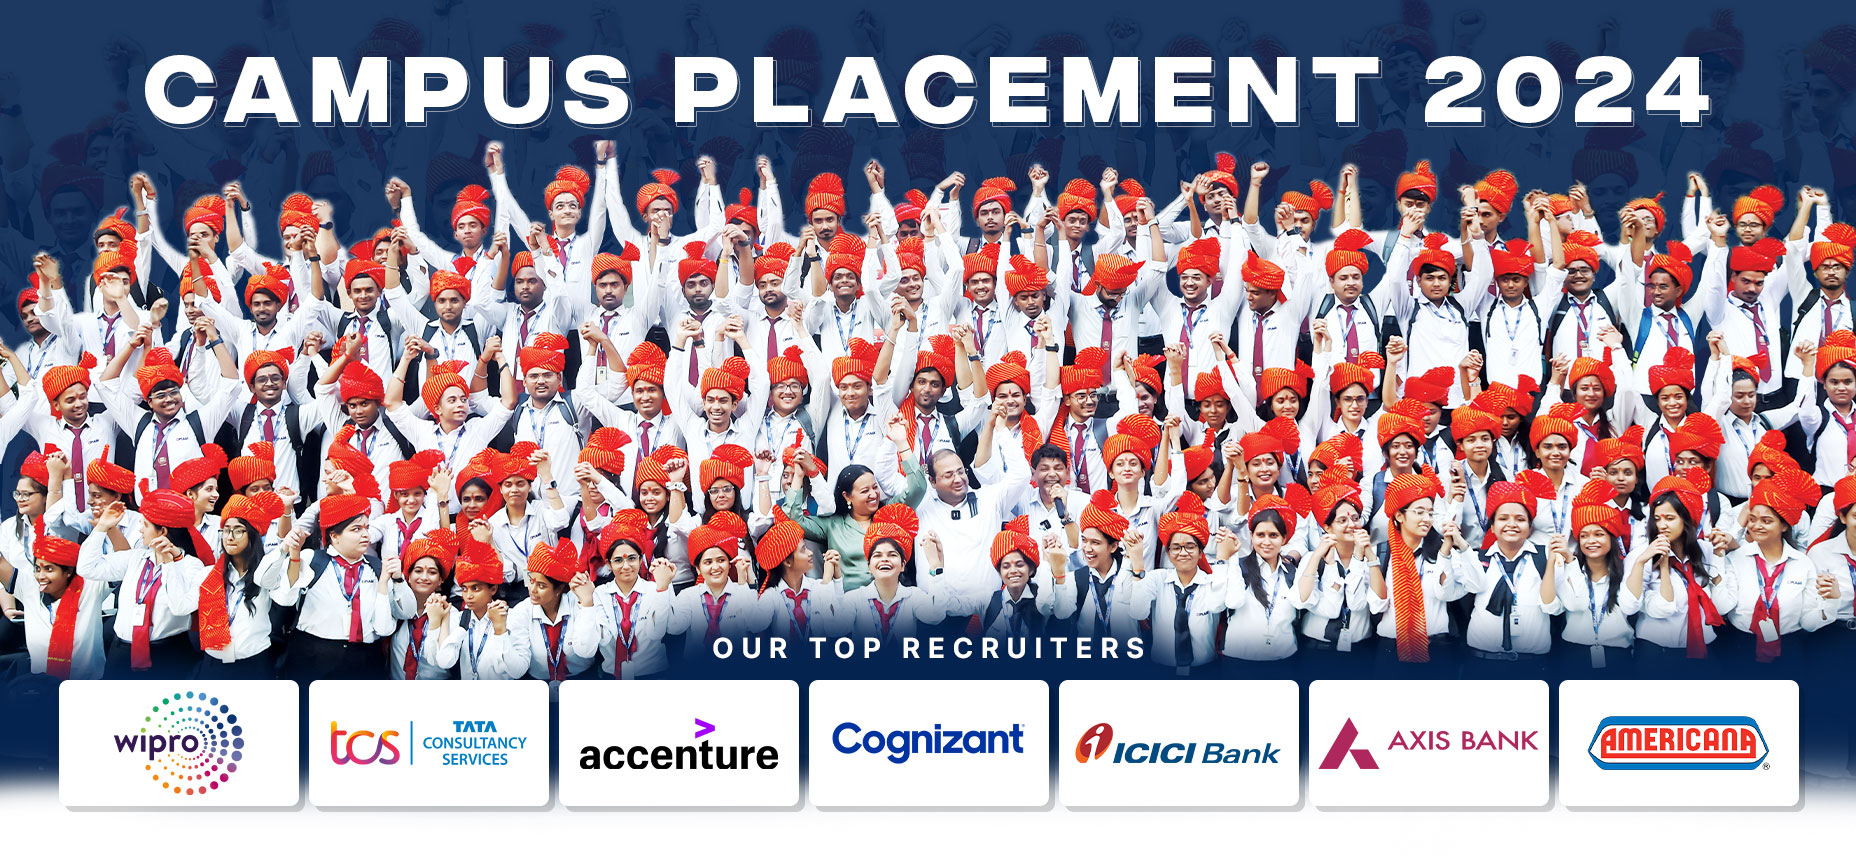 CAMPUS PLACEMENT 2024
OUR TOP RECRUITERS
wipro
tcs
TATA
CONSULTANCY
SERVICES
accenture
Cognizant
ICICI Bank
AXIS BANK
AMERICANA
®